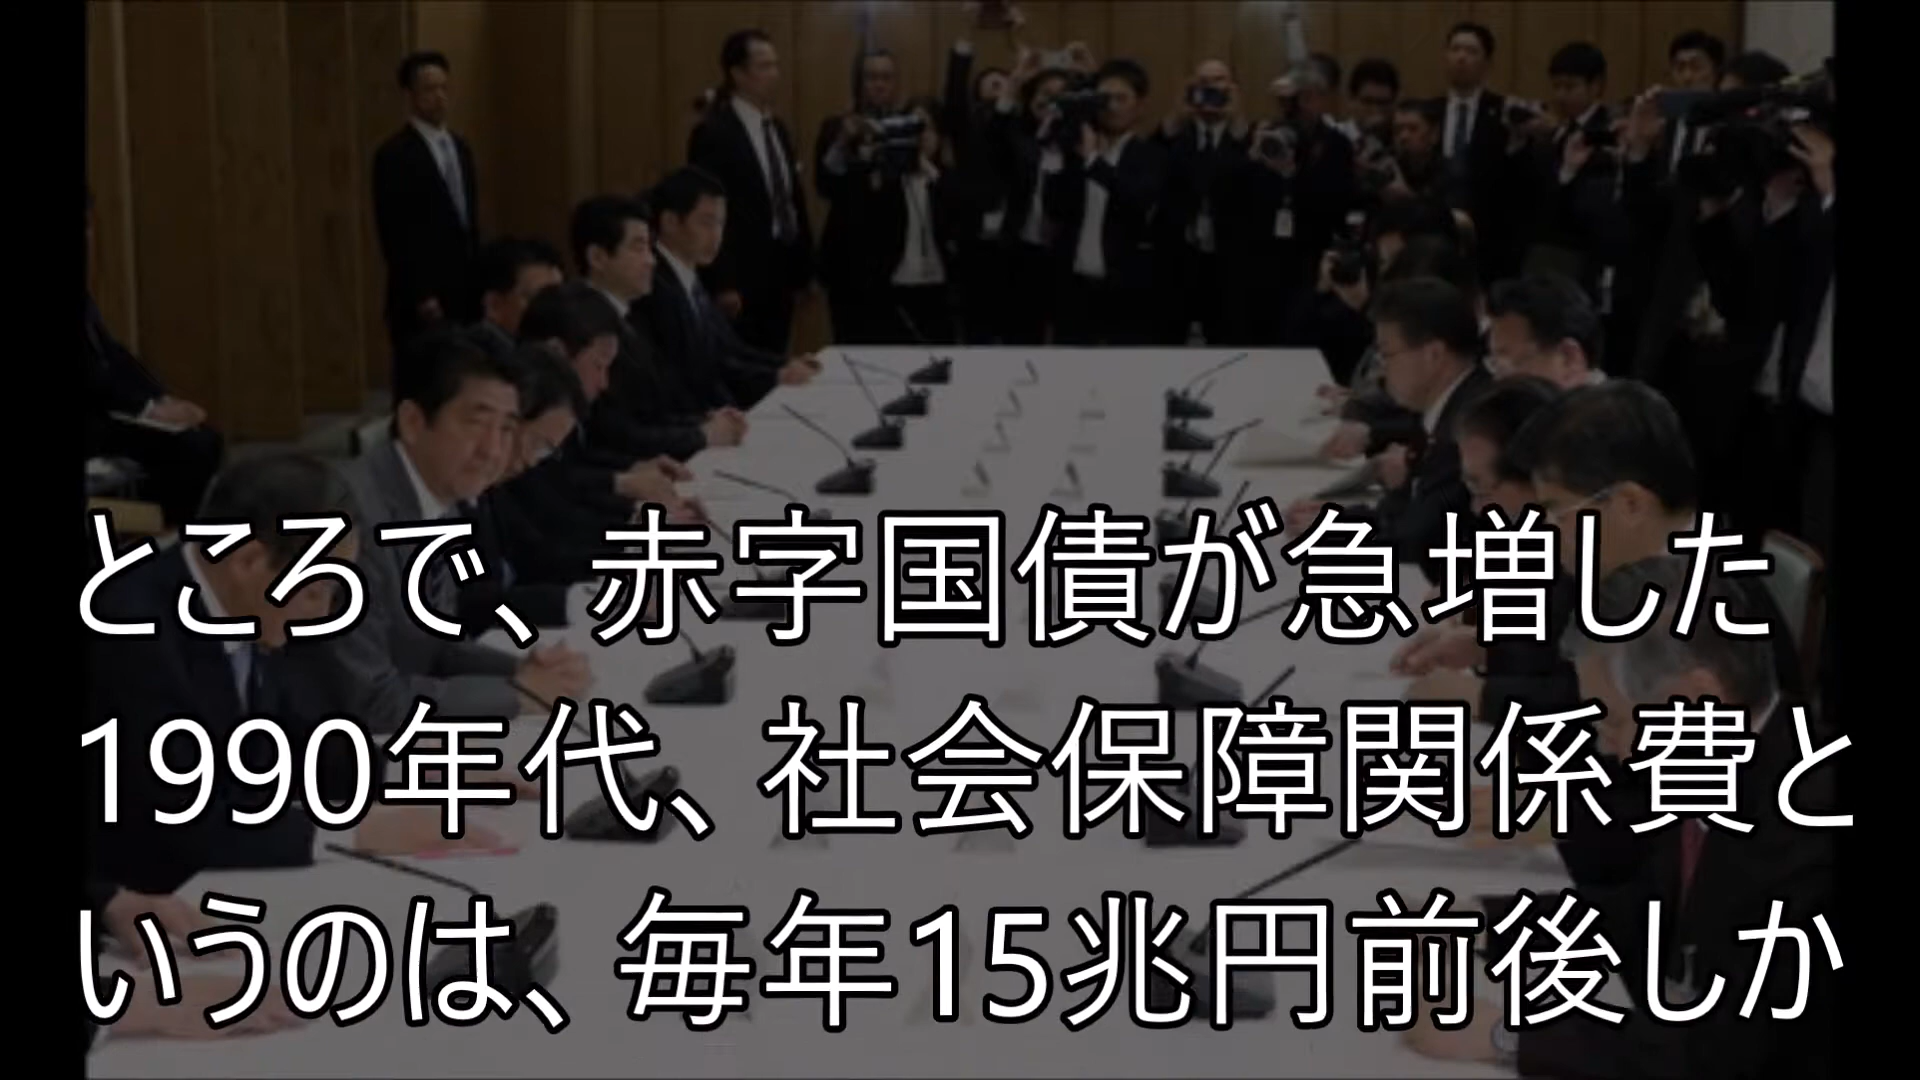 ところで、赤字国債が急増した
1990年代、社会保障関係費と
いうのは、毎年15兆円前後しか